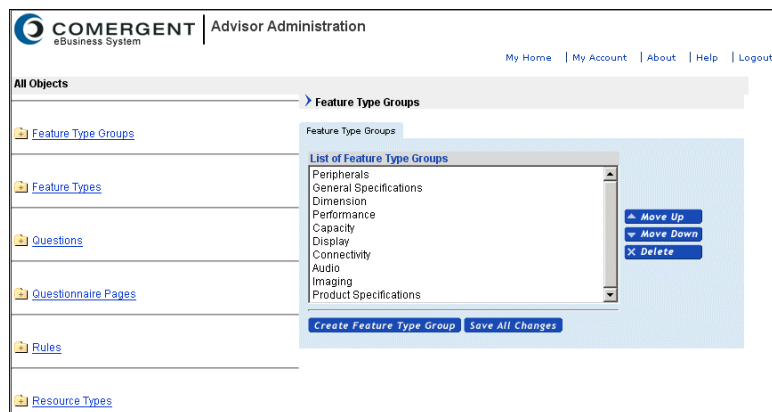 COMERGENT
eBusiness System
Advisor Administration
My Home | My Account | About | Help | Logout
All Objects
Feature Type Groups
Feature Types
Questions
Questionnaire Pages
Rules
Resource Types
Feature Type Groups
Feature Type Groups
List of Feature Type Groups
Peripherals
General Specifications
Dimension
Performance
Capacity
Display
Connectivity
Audio
Imaging
Product Specifications
Move Up
Move Down
X Delete
Create Feature Type Group
Save All Changes